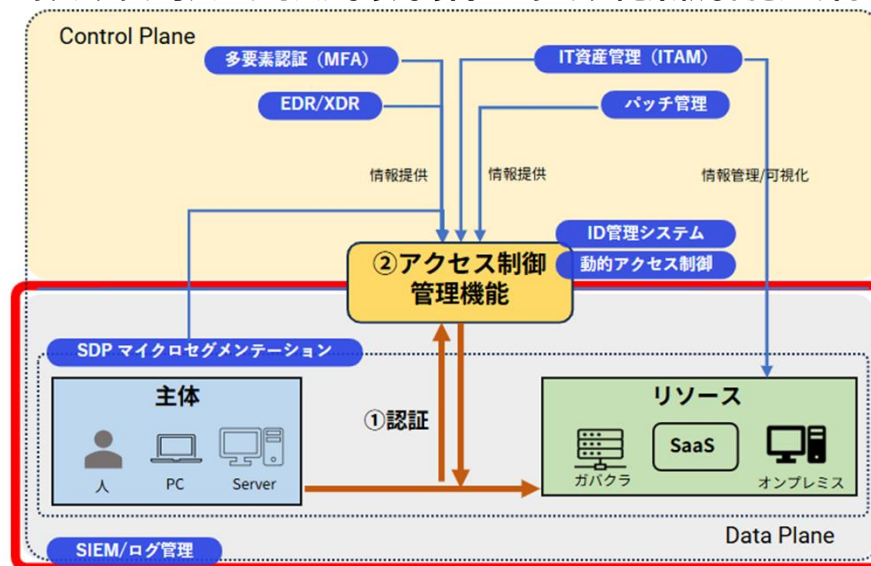 Control Plane
多要素認証（MFA）
IT資産管理（ITAM）
EDR/XDR
パッチ管理
情報提供
情報提供
情報管理/可視化
ID管理システム
②アクセス制御
管理機能
動的アクセス制御
SDP マイクロセグメンテーション
主体
人
PC
Server
①認証
リソース
ガバクラ
SaaS
オンプレミス
Data Plane
SIEM/ログ管理